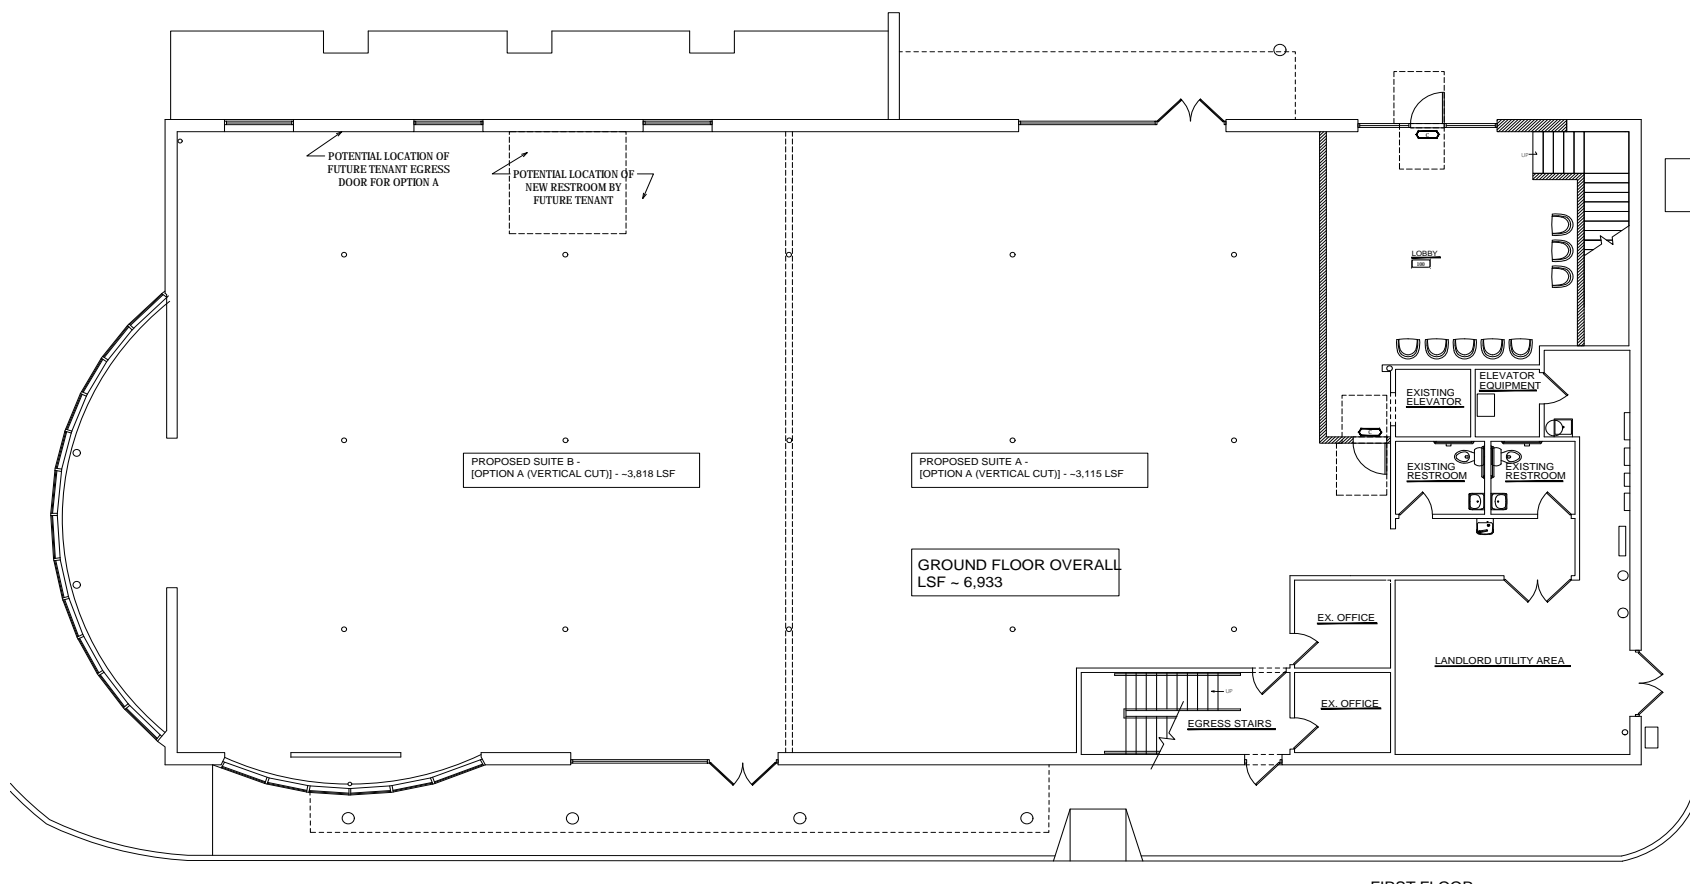 POTENTIAL LOCATION OF
FUTURE TENANT EGRESS
DOOR FOR OPTION A
POTENTIAL LOCATION OF
NEW RESTROOM BY
FUTURE TENANT
UP
LOBBY
100
ELEVATOR
EQUIPMENT
EXISTING
ELEVATOR
PROPOSED SUITE B -
[OPTION A (VERTICAL CUT)] - ~3,818 LSF
PROPOSED SUITE A -
[OPTION A (VERTICAL CUT)] - ~3,115 LSF
EXISTING
RESTROOM
EXISTING
RESTROOM
GROUND FLOOR OVERALL
LSF ~ 6,933
EX. OFFICE
LANDLORD UTILITY AREA
UP
EX. OFFICE
EGRESS STAIRS
FIRST FLOOR